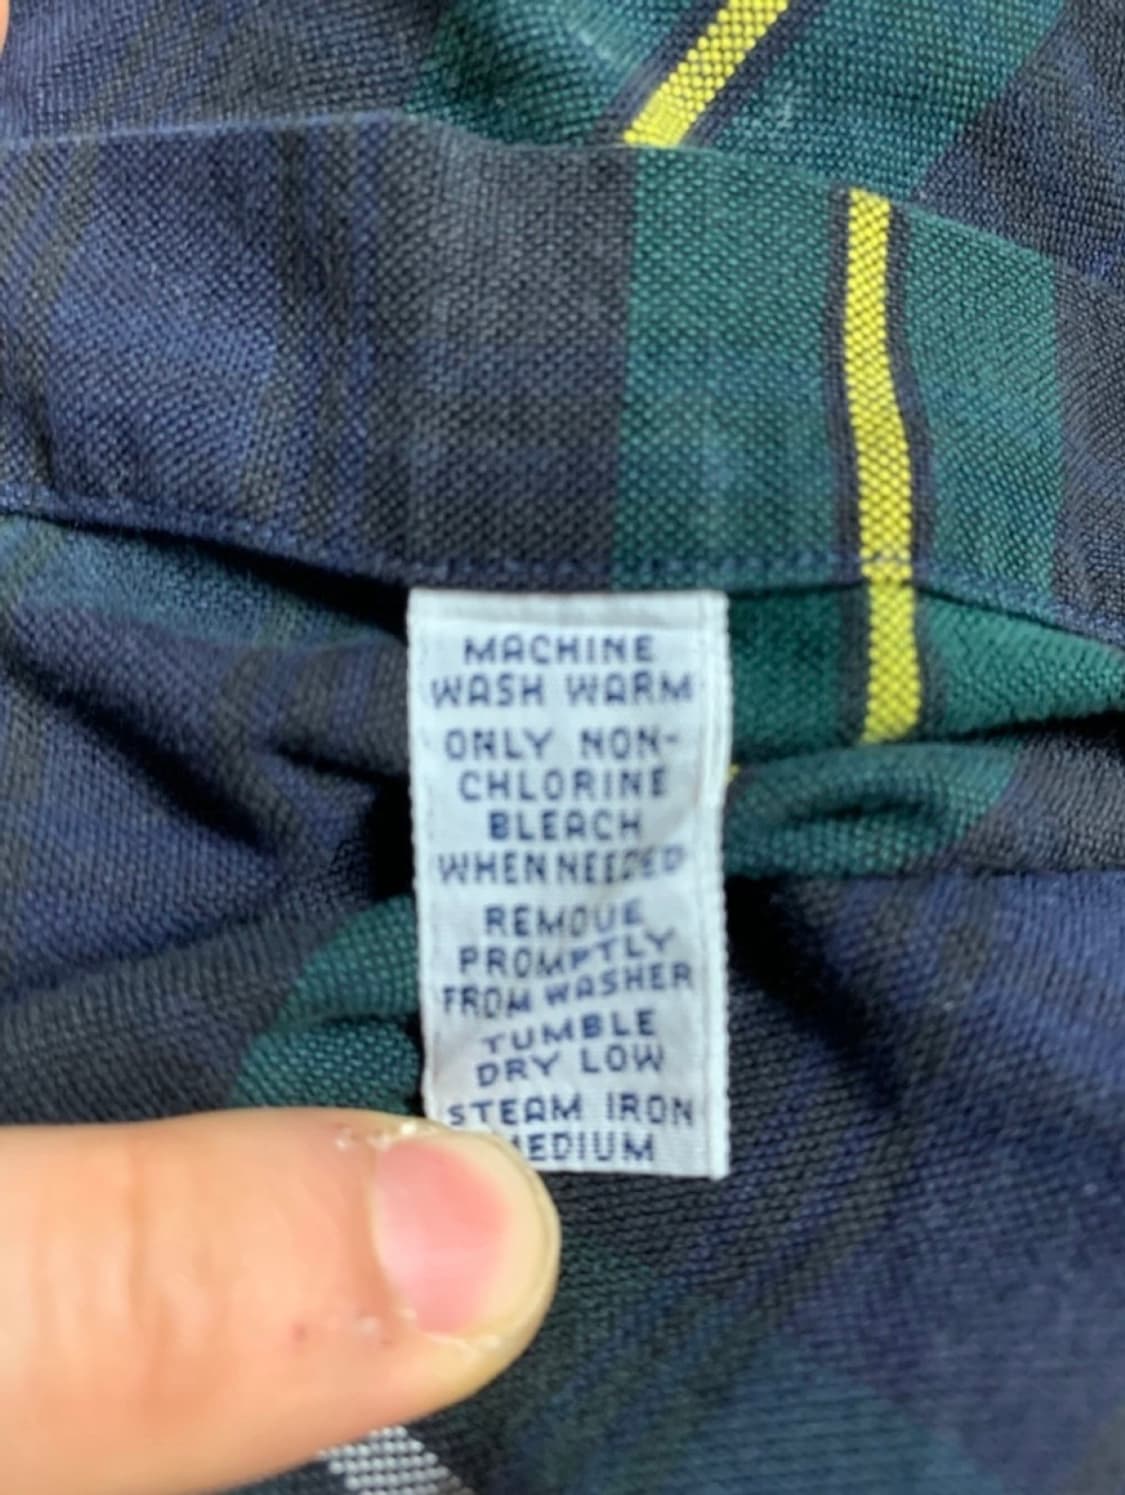 MACHINE
WASH WARM
ONLY NON-
CHLORINE
BLEACH
WHEN NEEDED
REMOVE
PROMPTLY
FROM WASHER
TUMBLE
DRY LOW
STEAM IRON
MEDIUM